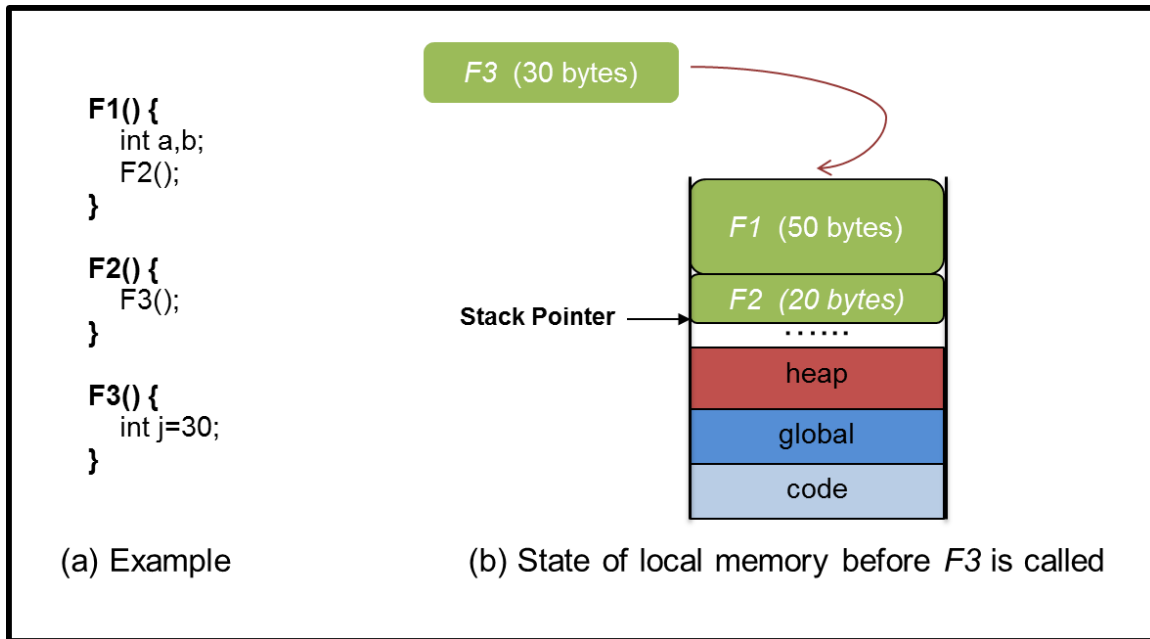 F3 (30 bytes)
F1() {
int a,b;
F2();
}
F2() {
F3();
}
F3() {
int j=30;
}
F1 (50 bytes)
F2 (20 bytes)
Stack Pointer
......
heap
global
code
(a) Example
(b) State of local memory before F3 is called